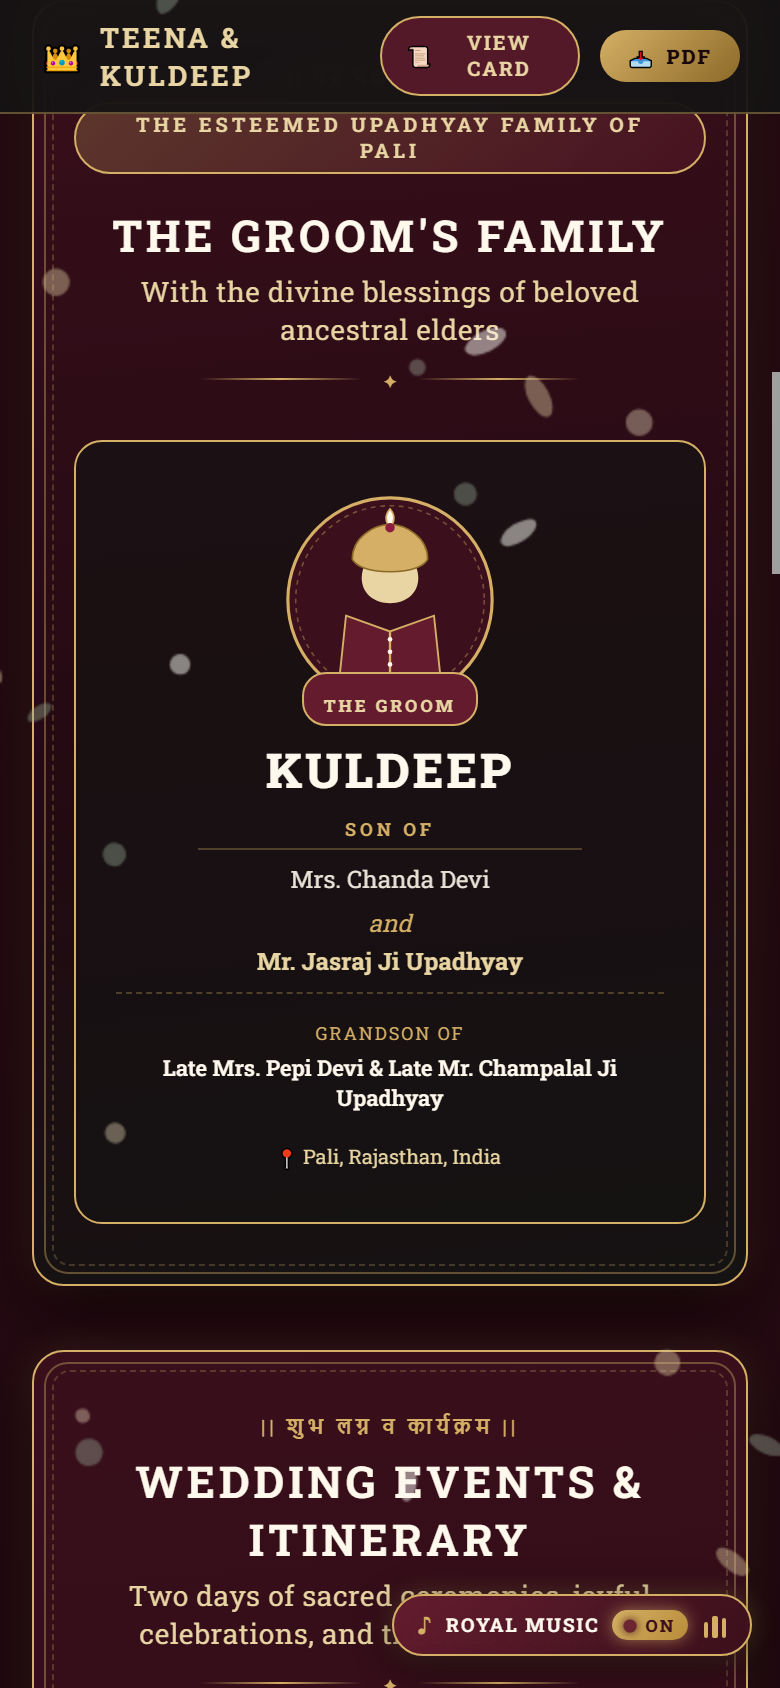 TEENA &
KULDEEP
VIEW
CARD
PDF
THE ESTEEMED UPADHYAY FAMILY OF
PALI
THE GROOM'S FAMILY
With the divine blessings of beloved
ancestral elders
THE GROOM
KULDEEP
SON OF
Mrs. Chanda Devi
and
Mr. Jasraj Ji Upadhyay
GRANDSON OF
Late Mrs. Pepi Devi & Late Mr. Champalal Ji
Upadhyay
Pali, Rajasthan, India
|| शुभ लग्न व कार्यक्रम ||
WEDDING EVENTS &
ITINERARY
Two days of sacred ceremonies, joyful
celebrations, and
ROYAL MUSIC ON